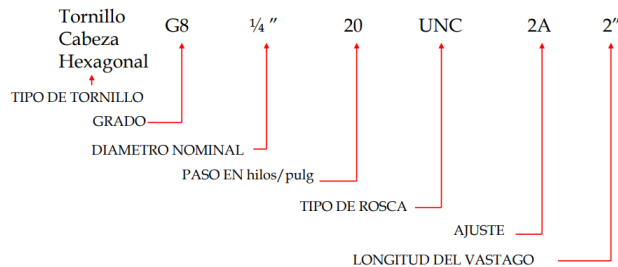 Tornillo
Cabeza
Hexagonal
G8 ¼ ” 20 UNC 2A 2”
TIPO DE TORNILLO
GRADO
DIAMETRO NOMINAL
PASO EN hilos/pulg
TIPO DE ROSCA
AJUSTE
LONGITUD DEL VASTAGO